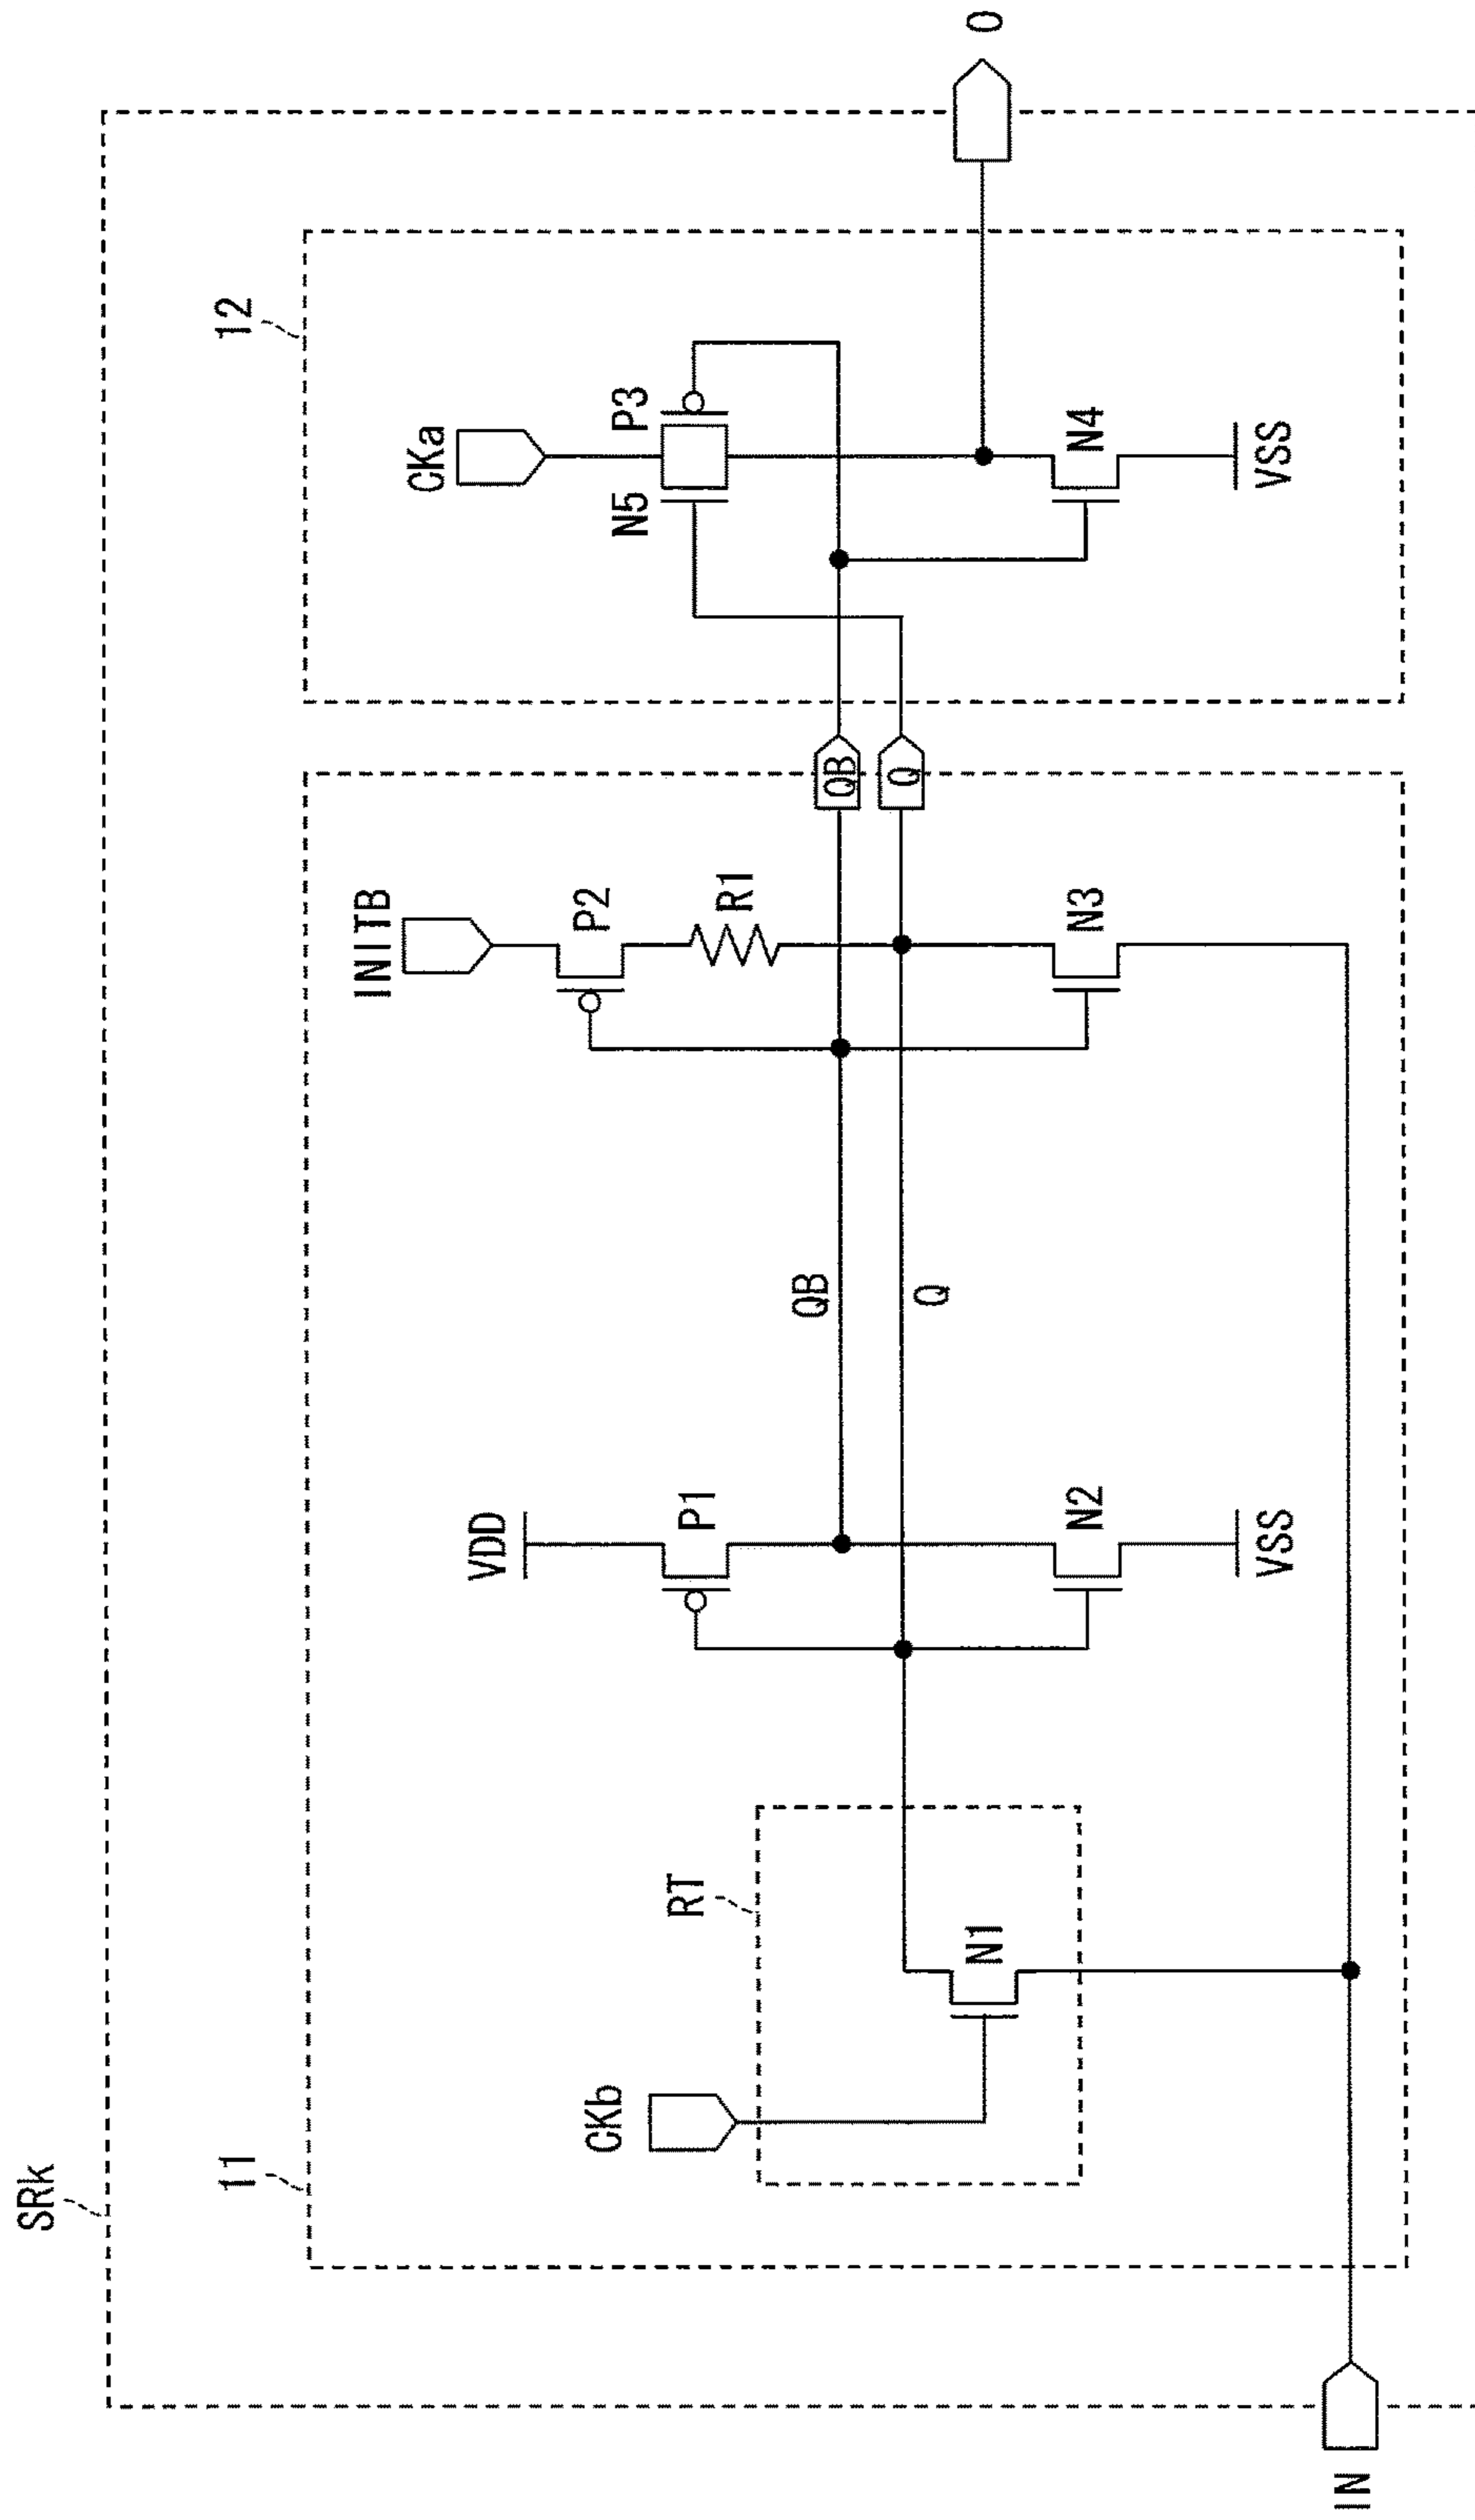 SRk
11
12
INITB
CKa
VDD
P2
P3
N5
P1
R1
CKb
RT
QB
QB
Q
Q
N1
N2
N3
N4
VSS
VSS
IN
O